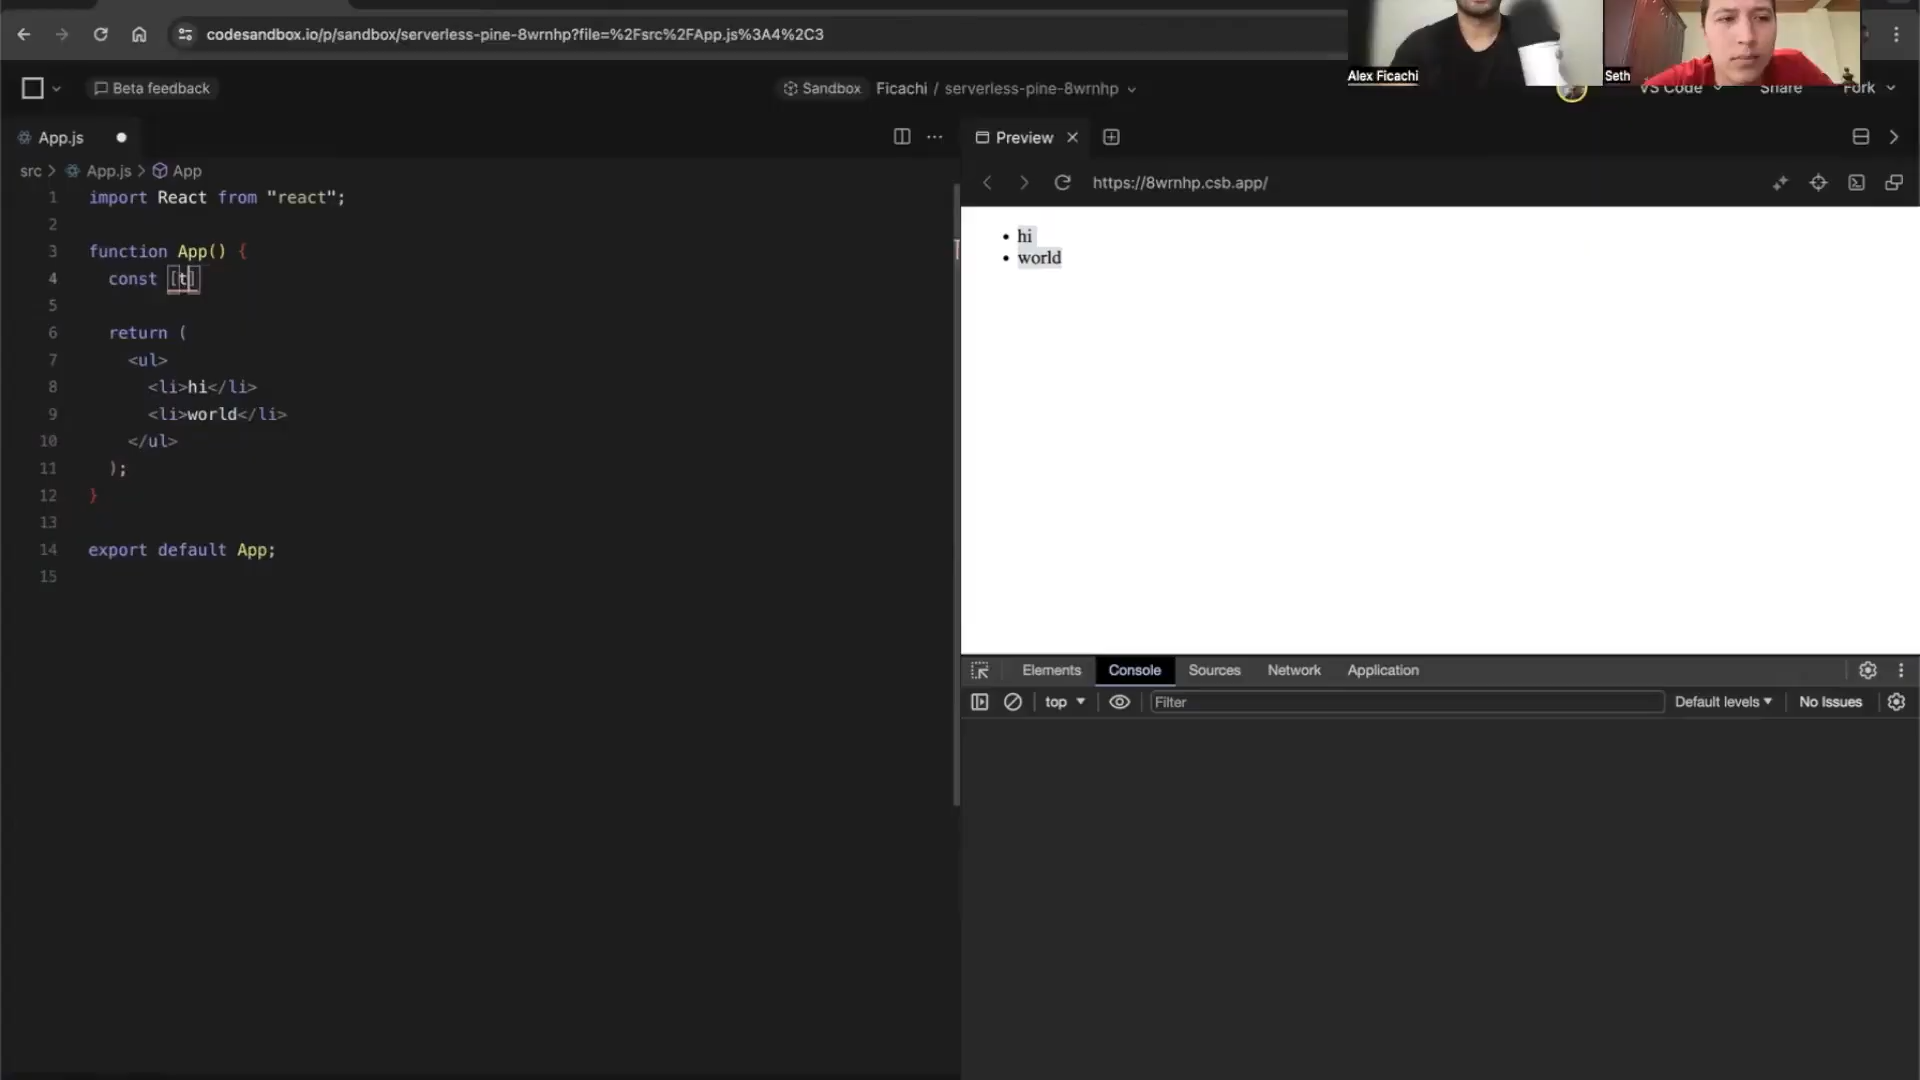 codesandbox.io/p/sandbox/serverless-pine-8wrnhp?file=%2Fsrc%2FApp.js%3A4%2C3
Alex Ficachi
Seth
Beta feedback
Sandbox
Ficachi / serverless-pine-8wrnhp
VS Code
Share
Fork
App.js
Preview
src > App.js > App
https://8wrnhp.csb.app/
1 import React from "react";
2
3 function App() {
4 const [t]
5
6 return (
7 <ul>
8 <li>hi</li>
9 <li>world</li>
10 </ul>
11 );
12 }
13
14 export default App;
15
• hi
• world
Elements Console Sources Network Application
top Filter Default levels No Issues